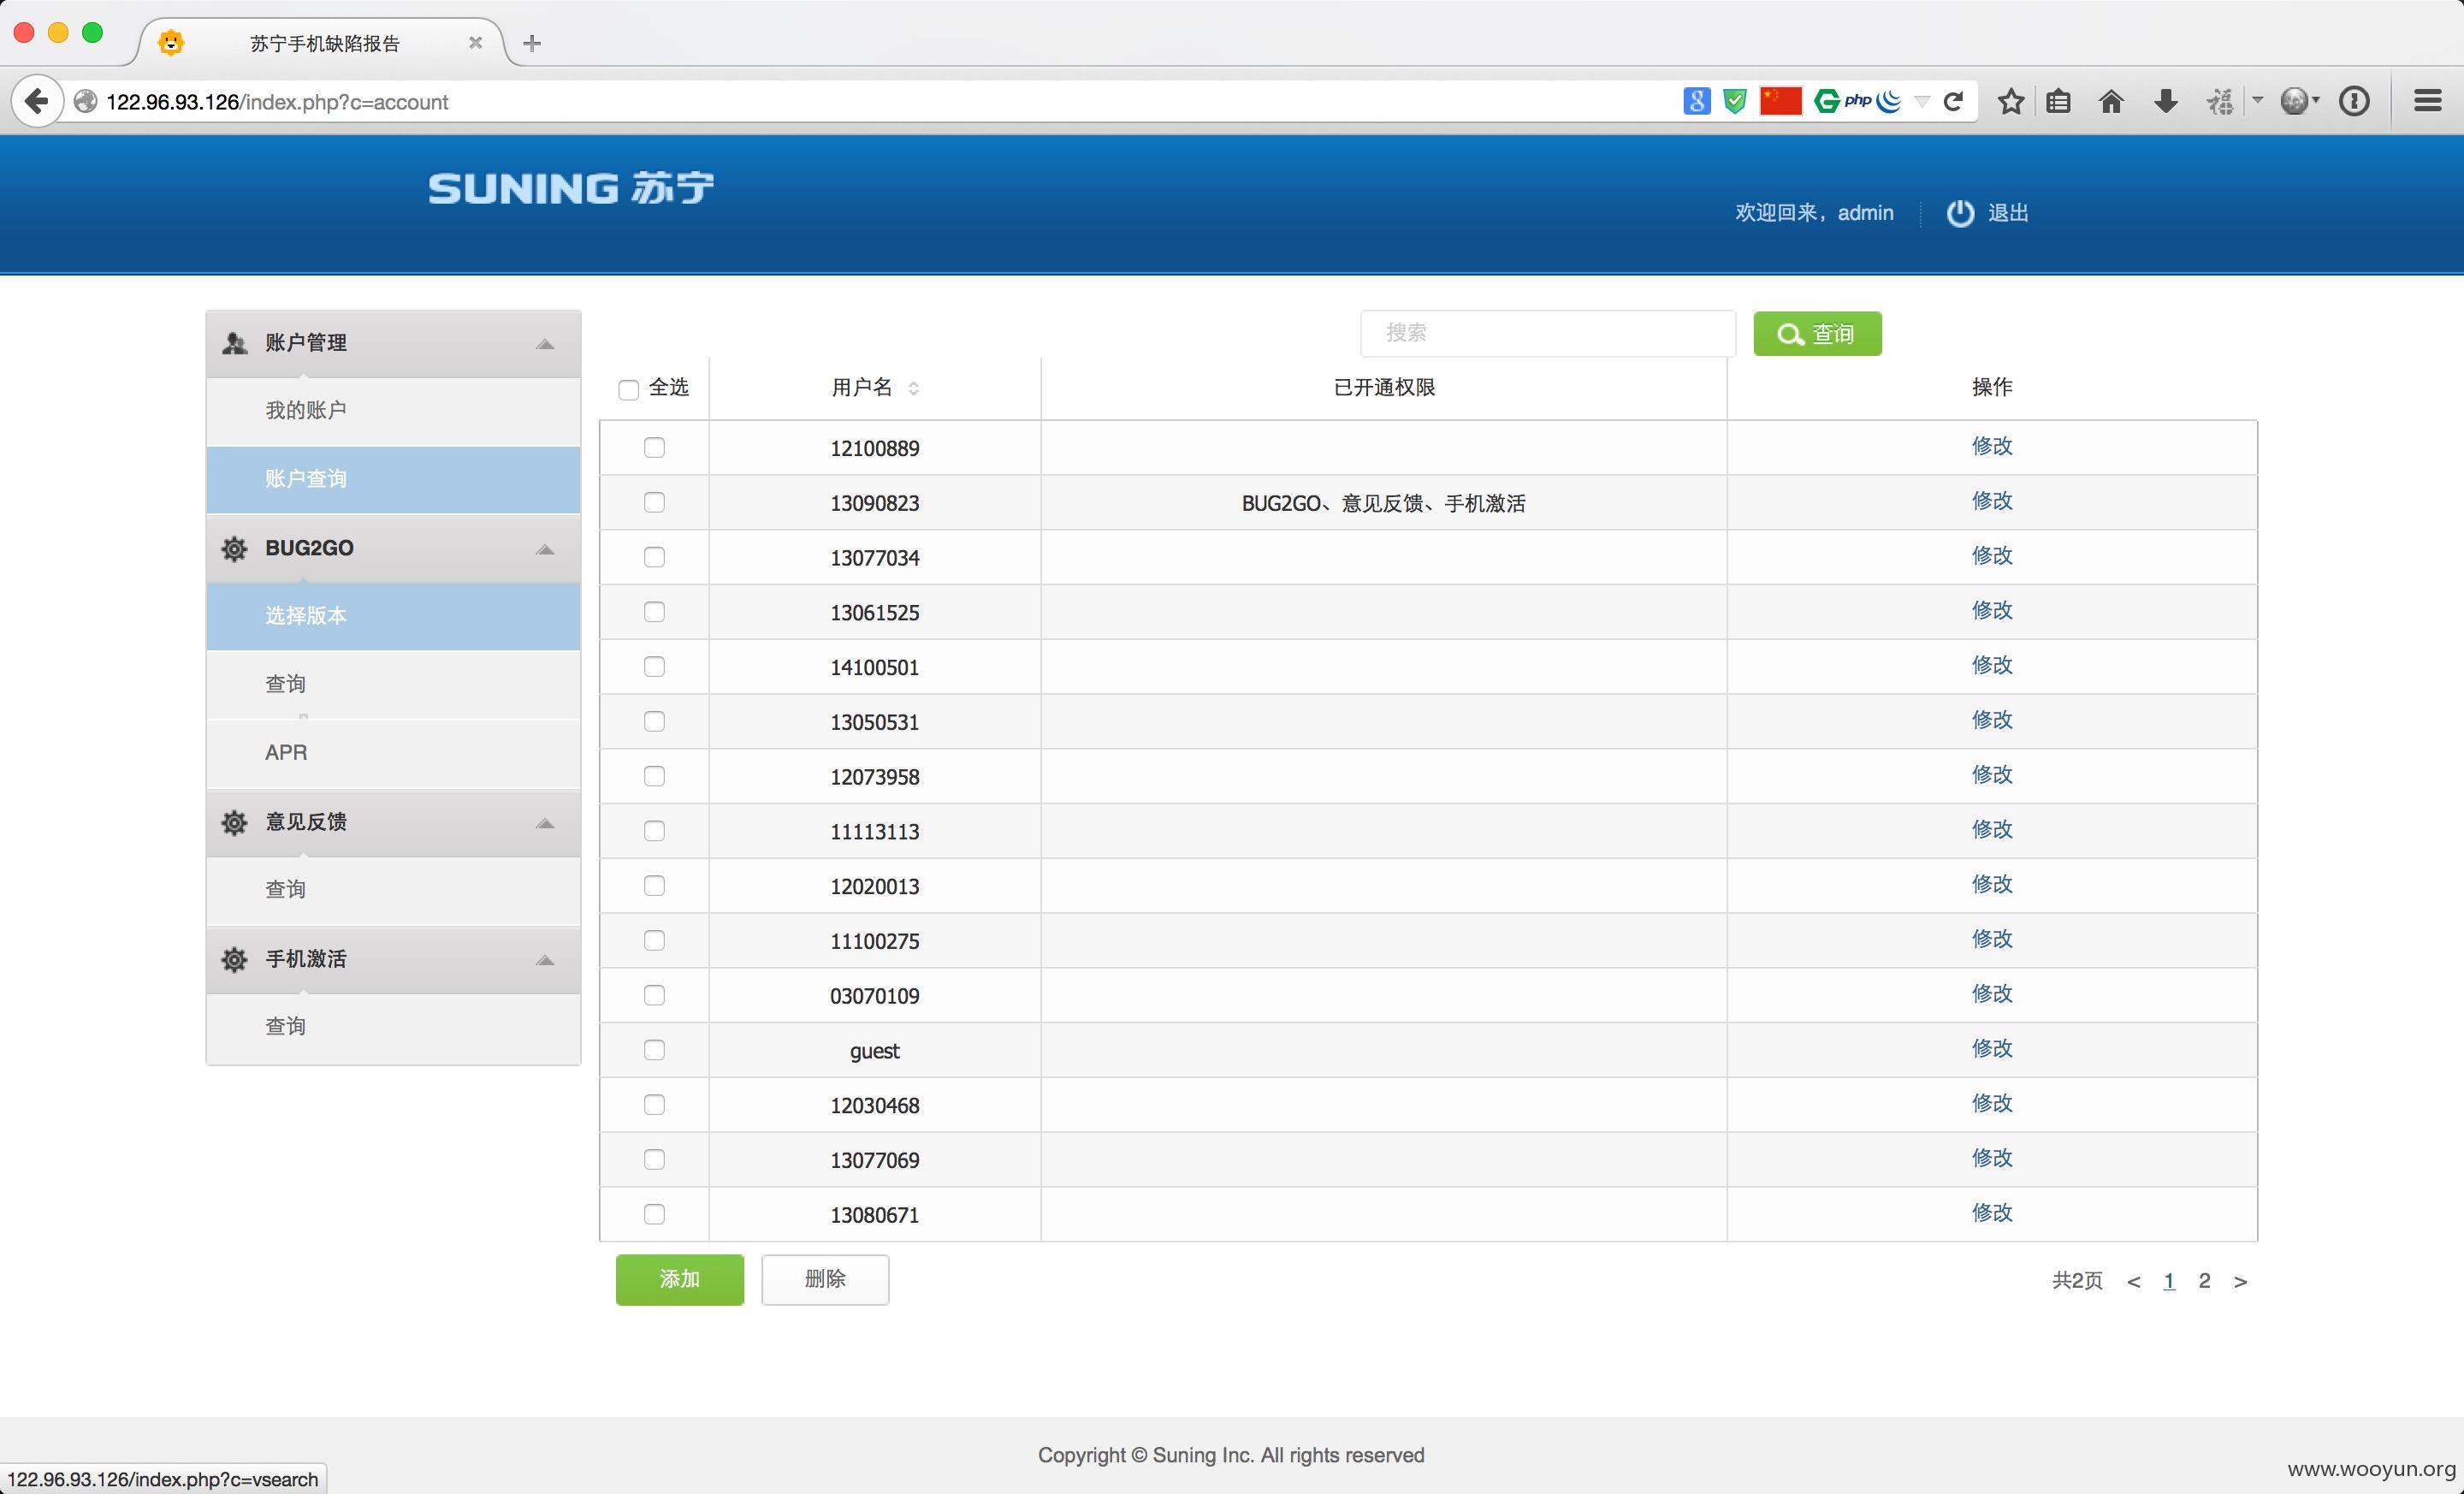 苏宁手机缺陷报告
122.96.93.126/index.php?c=account
php
SUNING 苏宁
欢迎回来，admin
退出
账户管理
我的账户
账户查询
BUG2GO
选择版本
查询
APR
意见反馈
查询
手机激活
查询
搜索
查询
全选 用户名 已开通权限 操作
12100889 修改
13090823 BUG2GO、意见反馈、手机激活 修改
13077034 修改
13061525 修改
14100501 修改
13050531 修改
12073958 修改
11113113 修改
12020013 修改
11100275 修改
03070109 修改
guest 修改
12030468 修改
13077069 修改
13080671 修改
添加 删除
共2页 < 1 2 >
Copyright © Suning Inc. All rights reserved
122.96.93.126/index.php?c=vsearch
www.wooyun.org